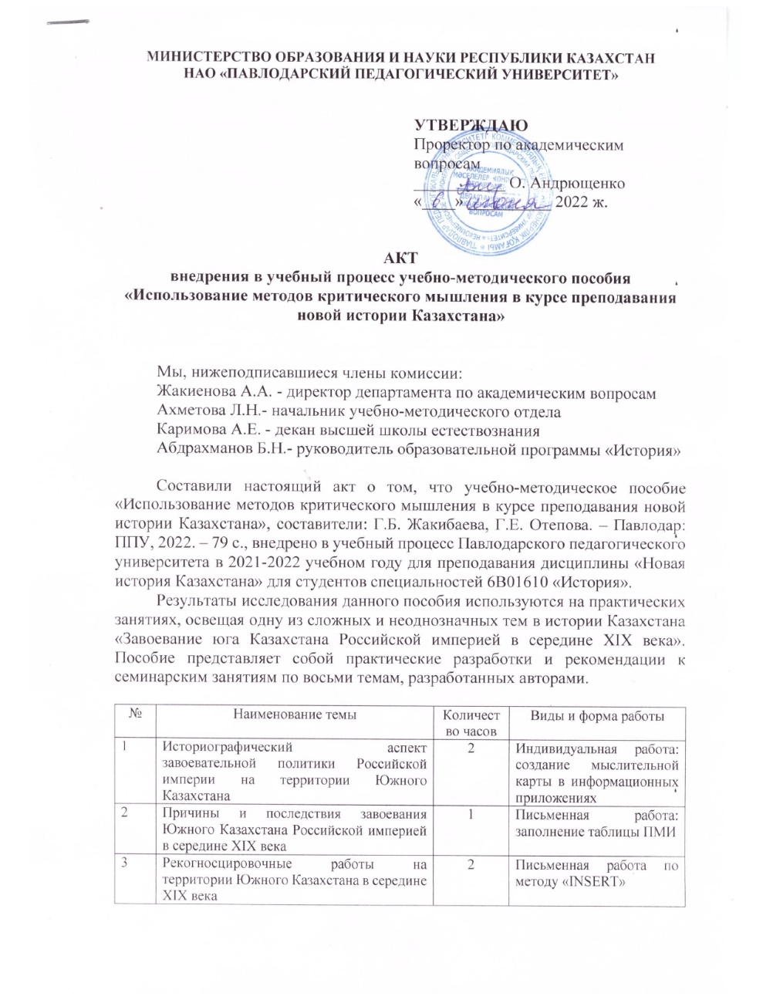 МИНИСТЕРСТВО ОБРАЗОВАНИЯ И НАУКИ РЕСПУБЛИКИ КАЗАХСТАН
НАО «ПАВЛОДАРСКИЙ ПЕДАГОГИЧЕСКИЙ УНИВЕРСИТЕТ»
УТВЕРЖДАЮ
Проректор по академическим
вопросам
____________ О. Андрющенко
«____» ____________ 2022 ж.
АКТ
внедрения в учебный процесс учебно-методического пособия
«Использование методов критического мышления в курсе преподавания
новой истории Казахстана»
Мы, нижеподписавшиеся члены комиссии:
Жакиенова А.А. - директор департамента по академическим вопросам
Ахметова Л.Н.- начальник учебно-методического отдела
Каримова А.Е. - декан высшей школы естествознания
Абдрахманов Б.Н.- руководитель образовательной программы «История»
Составили настоящий акт о том, что учебно-методическое пособие
«Использование методов критического мышления в курсе преподавания новой
истории Казахстана», составители: Г.Б. Жакибаева, Г.Е. Отепова. – Павлодар:
ППУ, 2022. – 79 с., внедрено в учебный процесс Павлодарского педагогического
университета в 2021-2022 учебном году для преподавания дисциплины «Новая
история Казахстана» для студентов специальностей 6В01610 «История».
Результаты исследования данного пособия используются на практических
занятиях, освещая одну из сложных и неоднозначных тем в истории Казахстана
«Завоевание юга Казахстана Российской империей в середине XIX века».
Пособие представляет собой практические разработки и рекомендации к
семинарским занятиям по восьми темам, разработанных авторами.
№ Наименование темы Количест Виды и форма работы
во часов
1 Историографический аспект 2 Индивидуальная работа:
завоевательной политики Российской создание мыслительной
империи на территории Южного карты в информационных
Казахстана приложениях
2 Причины и последствия завоевания 1 Письменная работа:
Южного Казахстана Российской империей заполнение таблицы ПМИ
в середине XIX века
3 Рекогносцировочные работы на 2 Письменная работа по
территории Южного Казахстана в середине методу «INSERT»
XIX века